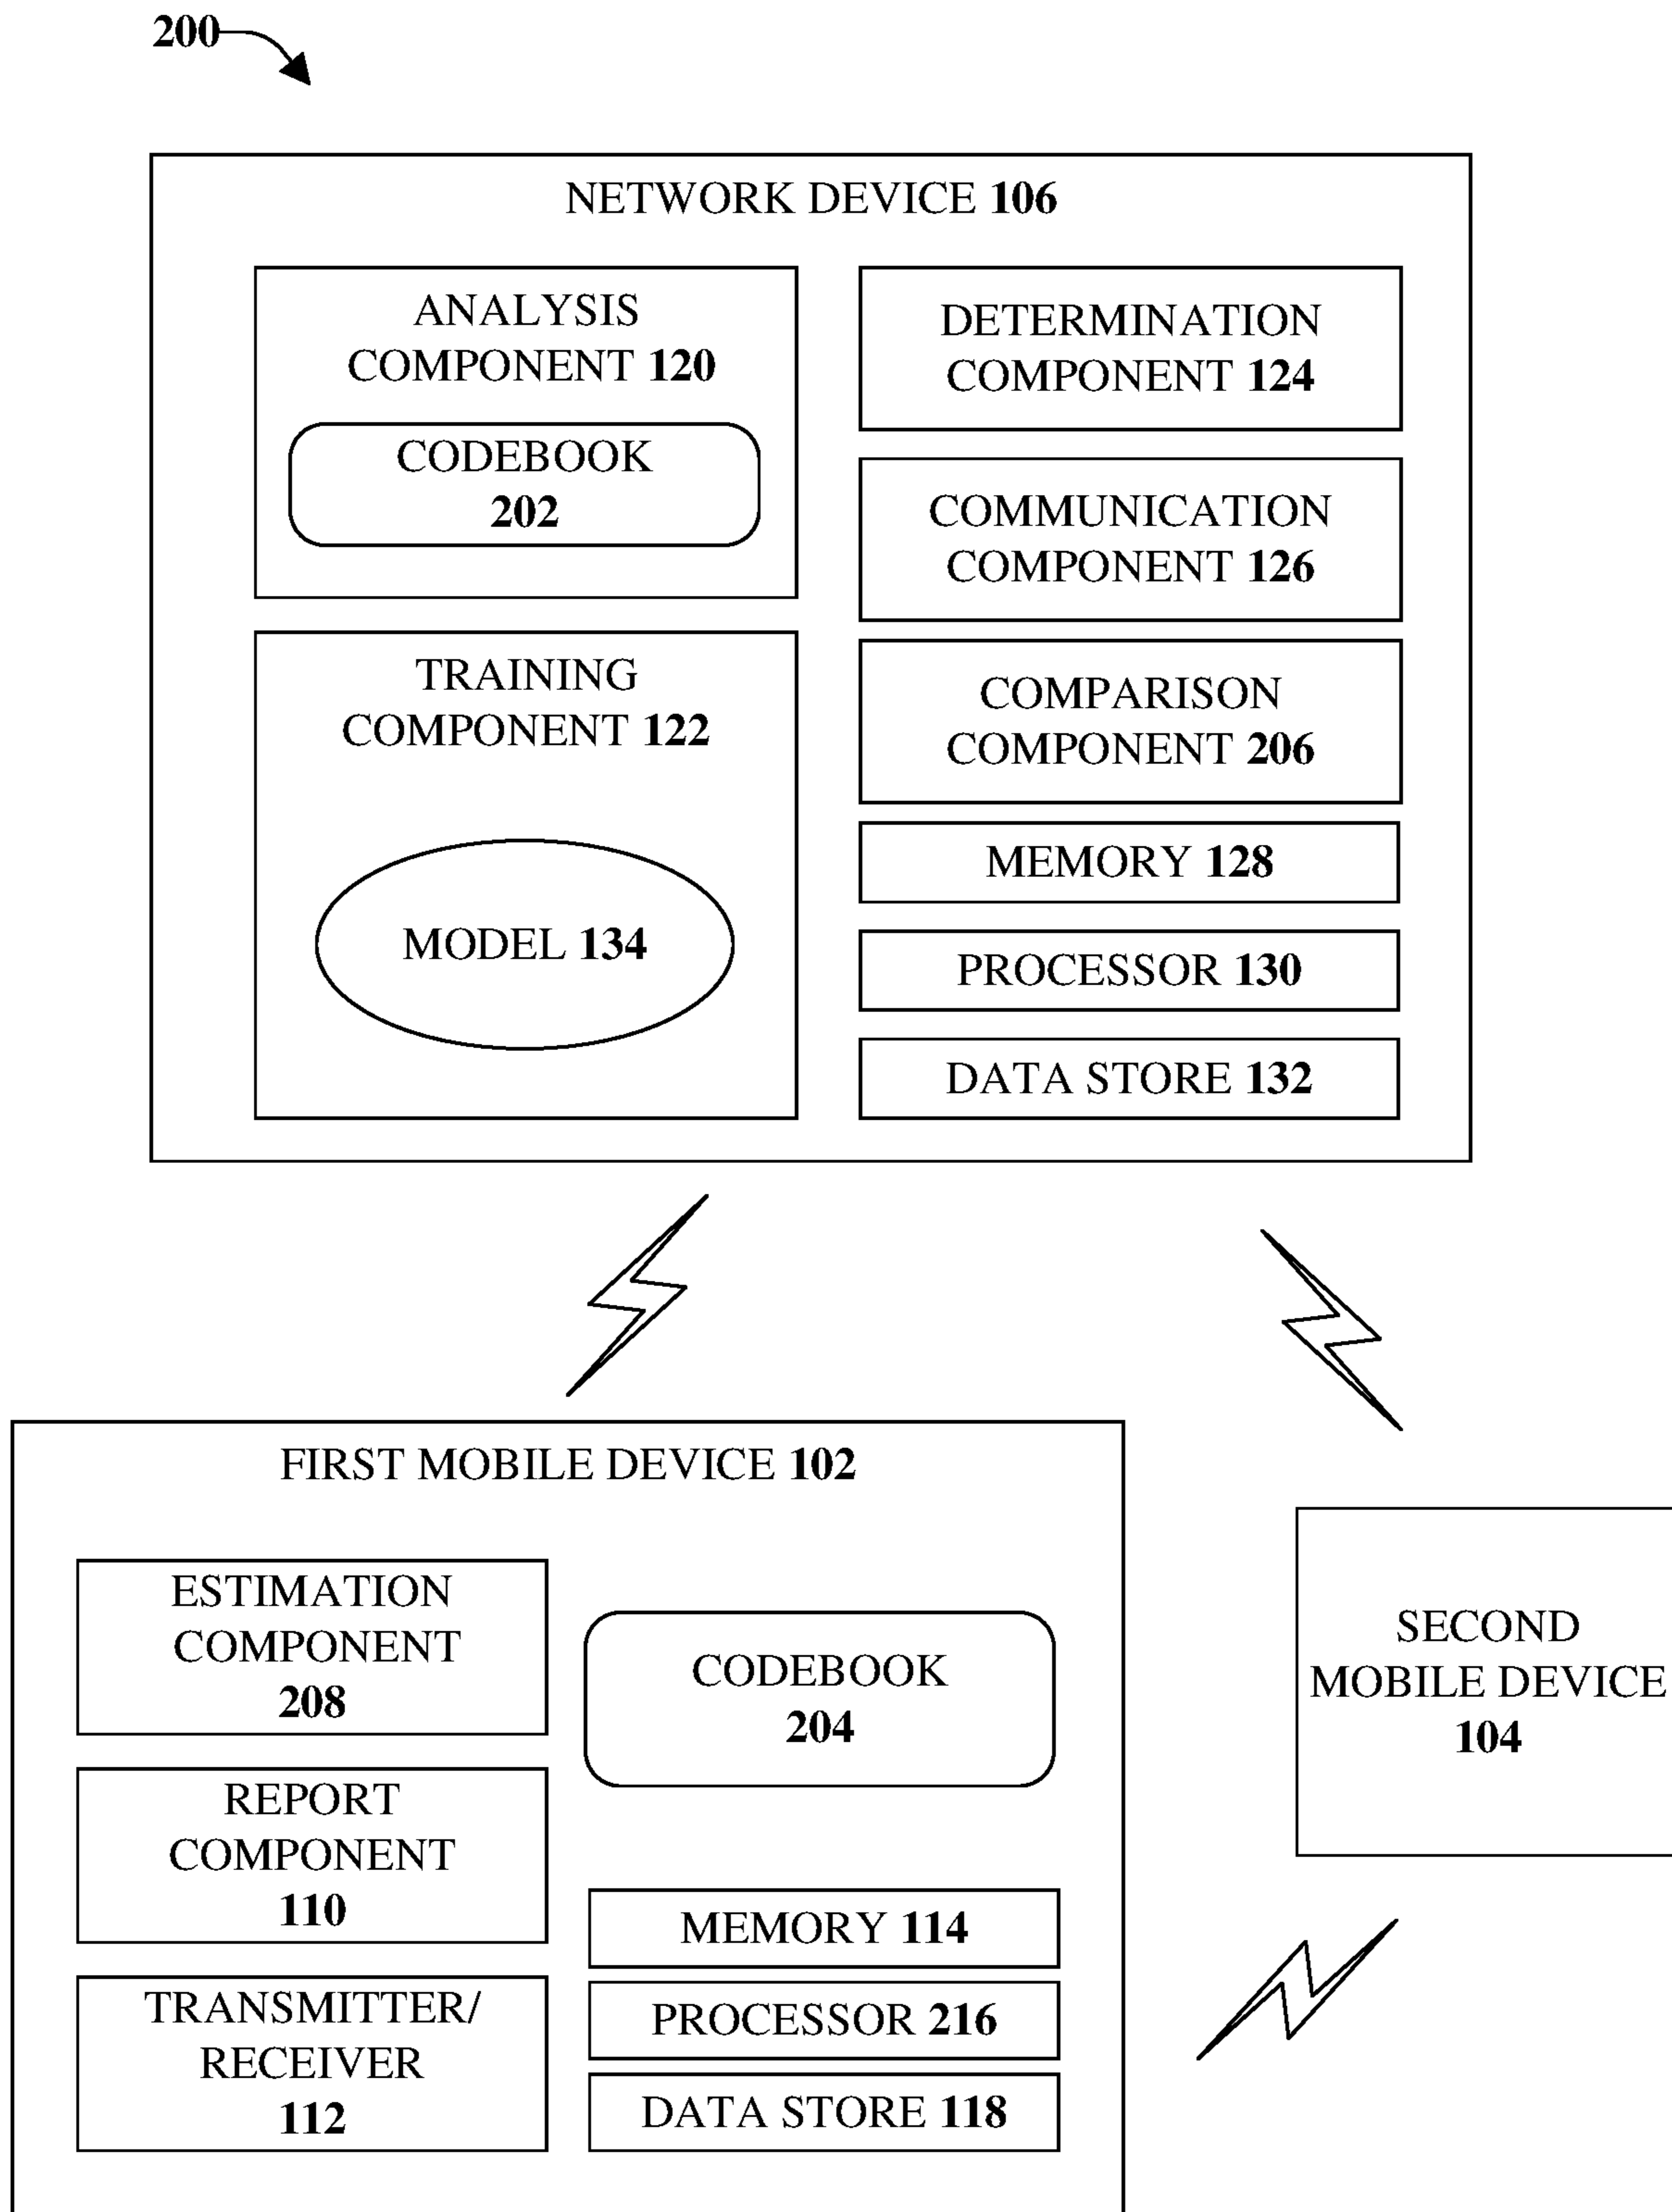 200
NETWORK DEVICE 106
ANALYSIS
COMPONENT 120
CODEBOOK
202
TRAINING
COMPONENT 122
MODEL 134
DETERMINATION
COMPONENT 124
COMMUNICATION
COMPONENT 126
COMPARISON
COMPONENT 206
MEMORY 128
PROCESSOR 130
DATA STORE 132
FIRST MOBILE DEVICE 102
ESTIMATION
COMPONENT
208
REPORT
COMPONENT
110
TRANSMITTER/
RECEIVER
112
CODEBOOK
204
MEMORY 114
PROCESSOR 216
DATA STORE 118
SECOND
MOBILE DEVICE
104